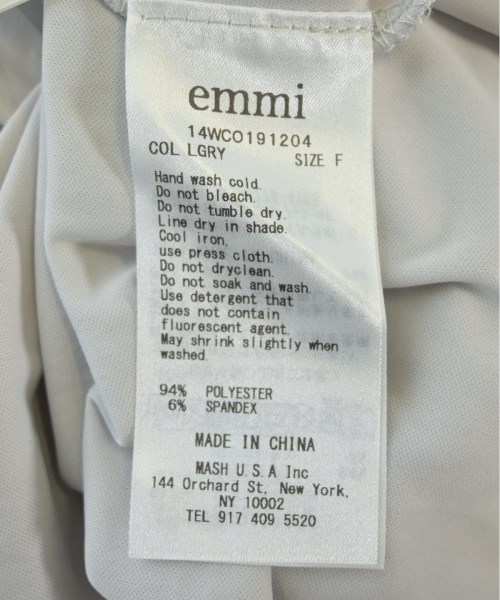 emmi
14WCO191204
COL LGRY SIZE F
Hand wash cold.
Do not bleach.
Do not tumble dry.
Line dry in shade.
Cool iron,
use press cloth.
Do not dryclean.
Do not soak and wash.
Use detergent that
does not contain
fluorescent agent.
May shrink slightly when
washed.
94% POLYESTER
6% SPANDEX
MADE IN CHINA
MASH U.S.A Inc
144 Orchard St, New York,
NY 10002
TEL 917 409 5520